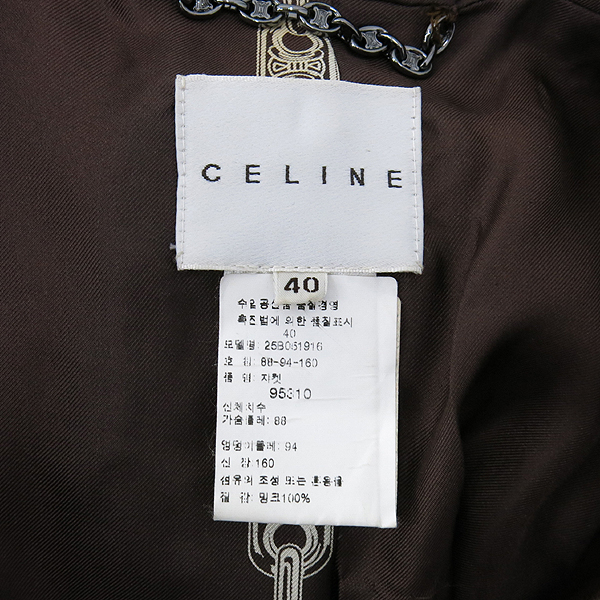 CELINE
40
수입공산품 품질경영
촉진법에 의한 품질표시
40
모델명: 25B051916
호 칭: 88-94-160
품 명: 자켓
95310
신체치수
가슴둘레: 88
엉덩이둘레: 94
신 장:160
섬유의 조성 또는 혼용율
질 감: 밍크100%